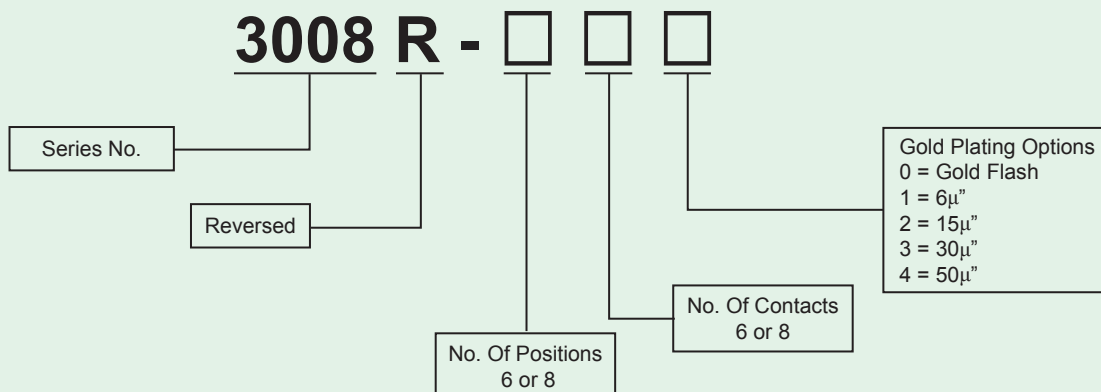 3008 R - □ □ □
Series No.
Reversed
No. Of Positions
6 or 8
No. Of Contacts
6 or 8
Gold Plating Options
0 = Gold Flash
1 = 6μ”
2 = 15μ”
3 = 30μ”
4 = 50μ”